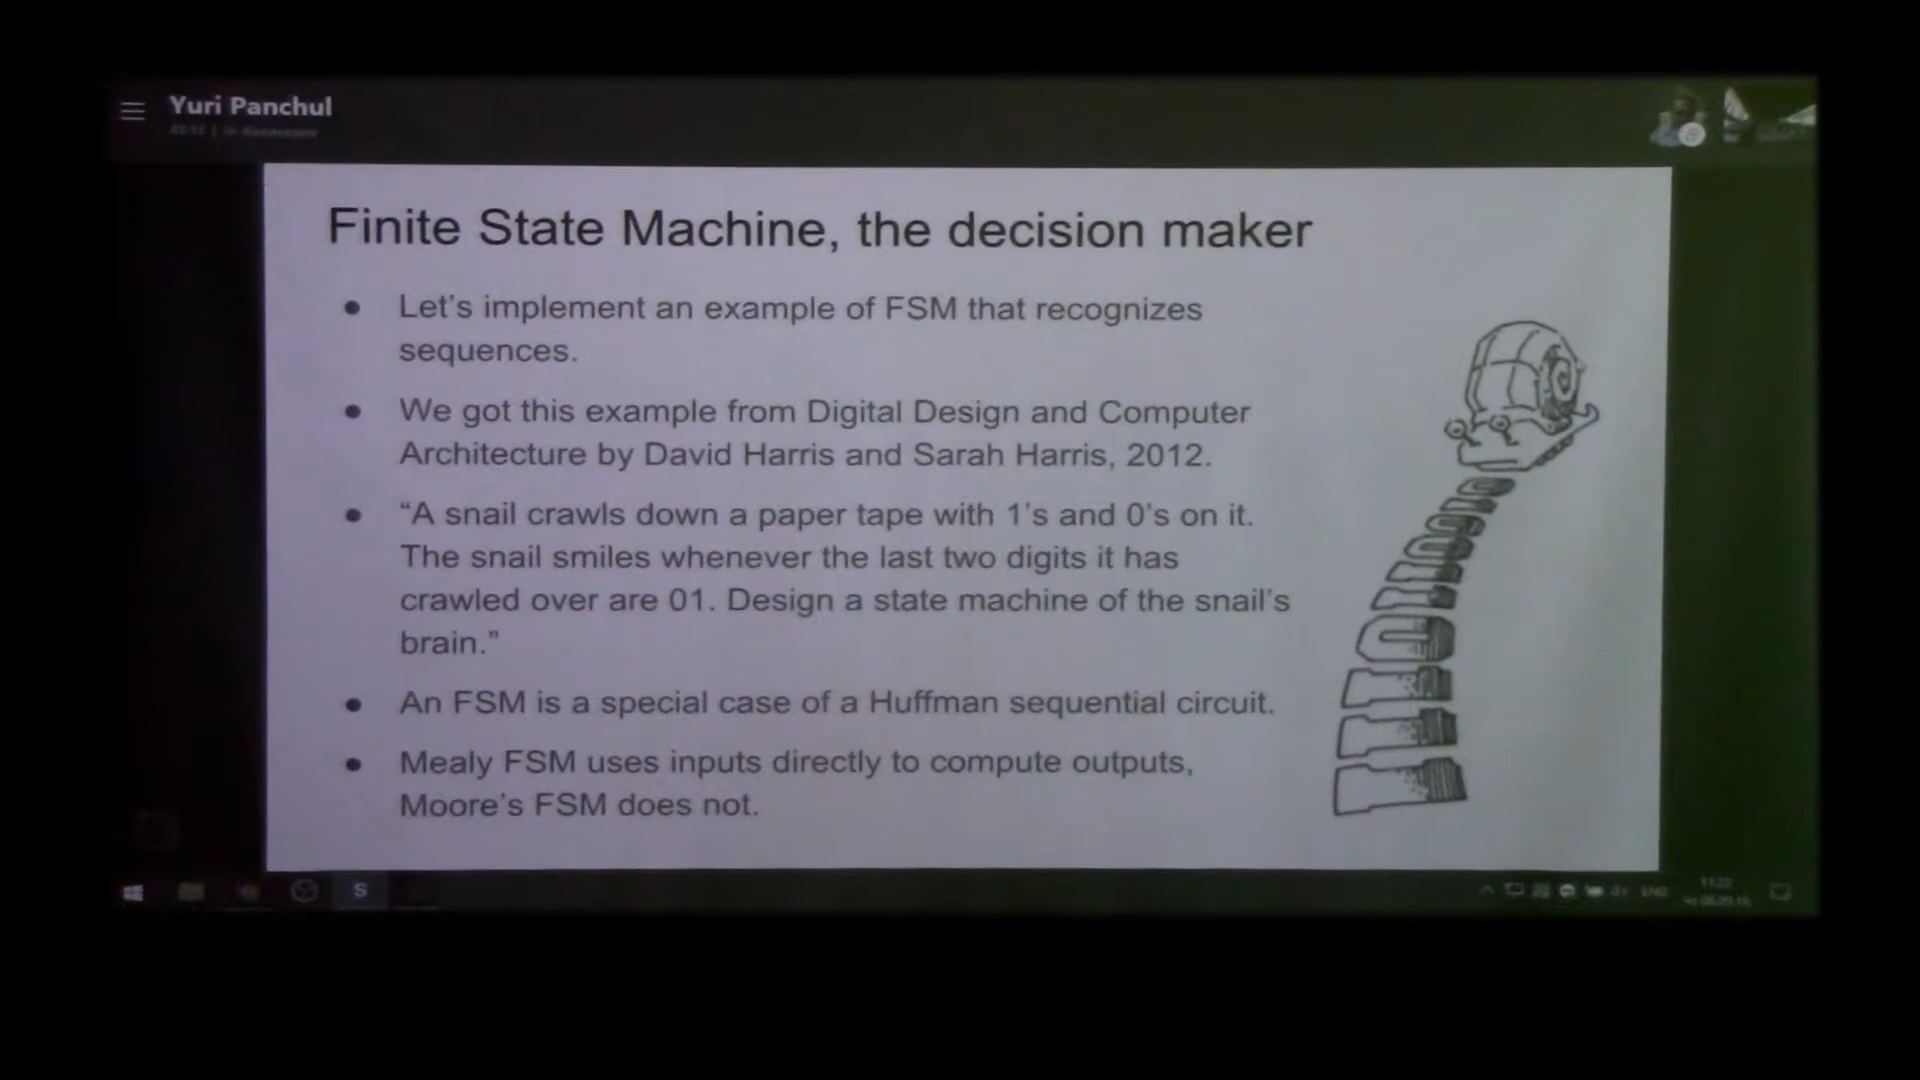 Yuri Panchul
Finite State Machine, the decision maker
● Let's implement an example of FSM that recognizes
sequences.
● We got this example from Digital Design and Computer
Architecture by David Harris and Sarah Harris, 2012.
● “A snail crawls down a paper tape with 1's and 0's on it.
The snail smiles whenever the last two digits it has
crawled over are 01. Design a state machine of the snail's
brain.”
● An FSM is a special case of a Huffman sequential circuit.
● Mealy FSM uses inputs directly to compute outputs,
Moore's FSM does not.
S
ENG